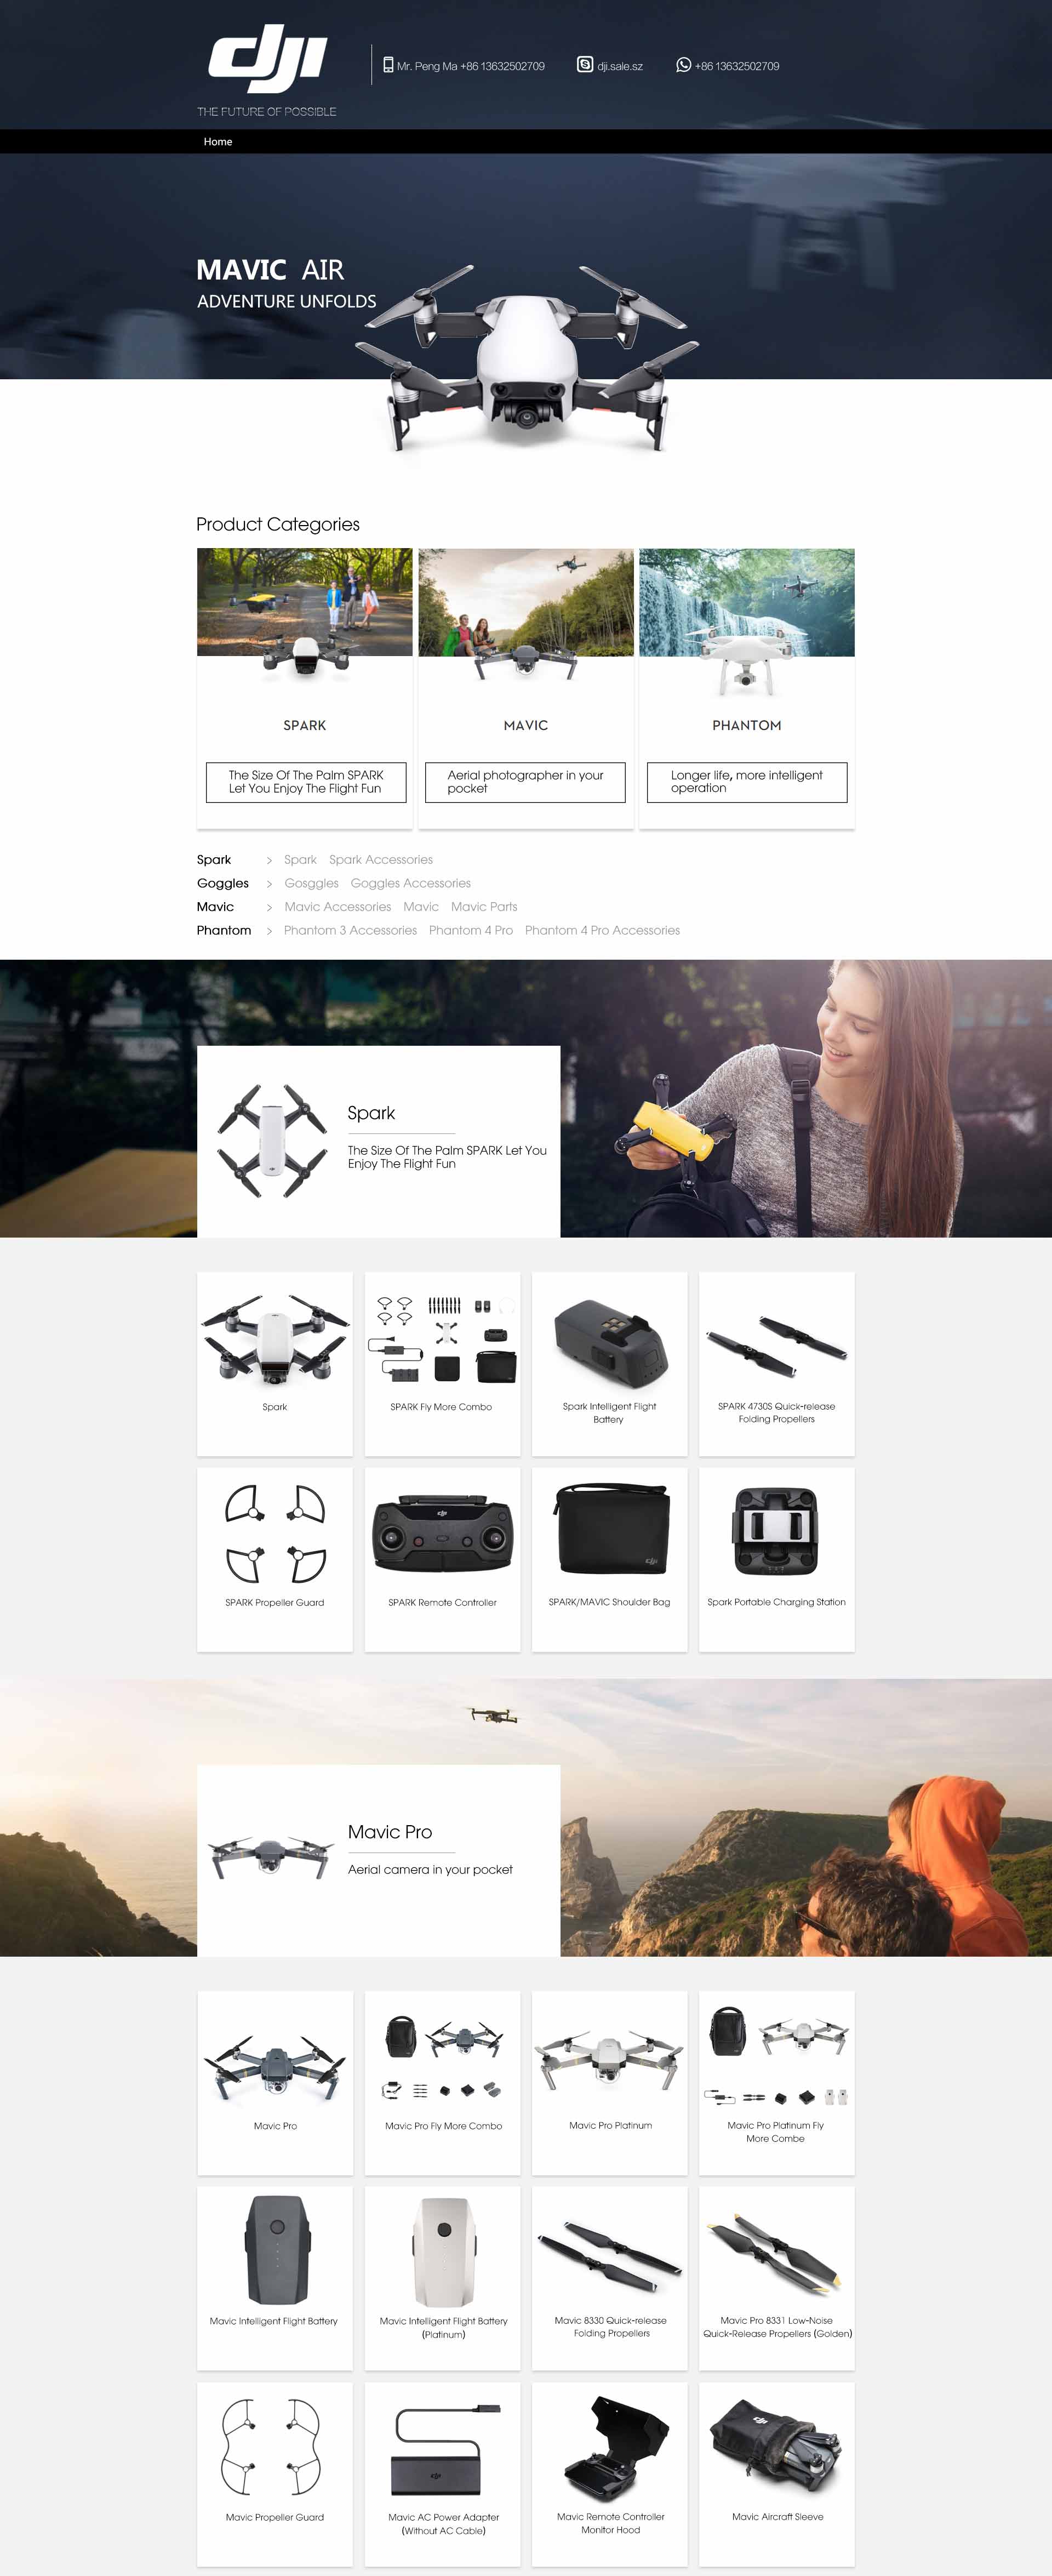 dji
Mr. Peng Ma +86 13632502709
dji.sale.sz
+86 13632502709
THE FUTURE OF POSSIBLE
Home
MAVIC AIR
ADVENTURE UNFOLDS
Product Categories
SPARK
MAVIC
PHANTOM
The Size Of The Palm SPARK
Let You Enjoy The Flight Fun
Aerial photographer in your
pocket
Longer life, more intelligent
operation
Spark > Spark Spark Accessories
Goggles > Gosggles Goggles Accessories
Mavic > Mavic Accessories Mavic Mavic Parts
Phantom > Phantom 3 Accessories Phantom 4 Pro Phantom 4 Pro Accessories
Spark
The Size Of The Palm SPARK Let You
Enjoy The Flight Fun
Spark
SPARK Fly More Combo
Spark Intelligent Flight
Battery
SPARK 4730S Quick-release
Folding Propellers
dji
dji
SPARK Propeller Guard
SPARK Remote Controller
SPARK/MAVIC Shoulder Bag
Spark Portable Charging Station
Mavic Pro
Aerial camera in your pocket
Mavic Pro
Mavic Pro Fly More Combo
Mavic Pro Platinum
Mavic Pro Platinum Fly
More Combe
Mavic Intelligent Flight Battery
Mavic Intelligent Flight Battery
(Platinum)
Mavic 8330 Quick-release
Folding Propellers
Mavic Pro 8331 Low-Noise
Quick-Release Propellers (Golden)
dji
dji
Mavic Propeller Guard
Mavic AC Power Adapter
(Without AC Cable)
Mavic Remote Controller
Monitor Hood
Mavic Aircraft Sleeve